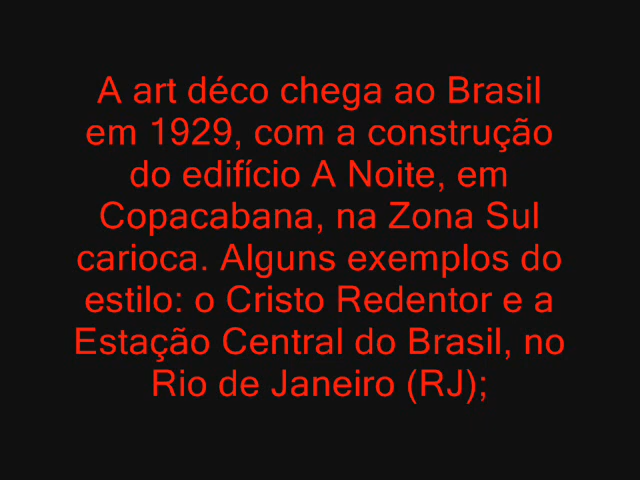 A art déco chega ao Brasil
em 1929, com a construção
do edifício A Noite, em
Copacabana, na Zona Sul
carioca. Alguns exemplos do
estilo: o Cristo Redentor e a
Estação Central do Brasil, no
Rio de Janeiro (RJ);